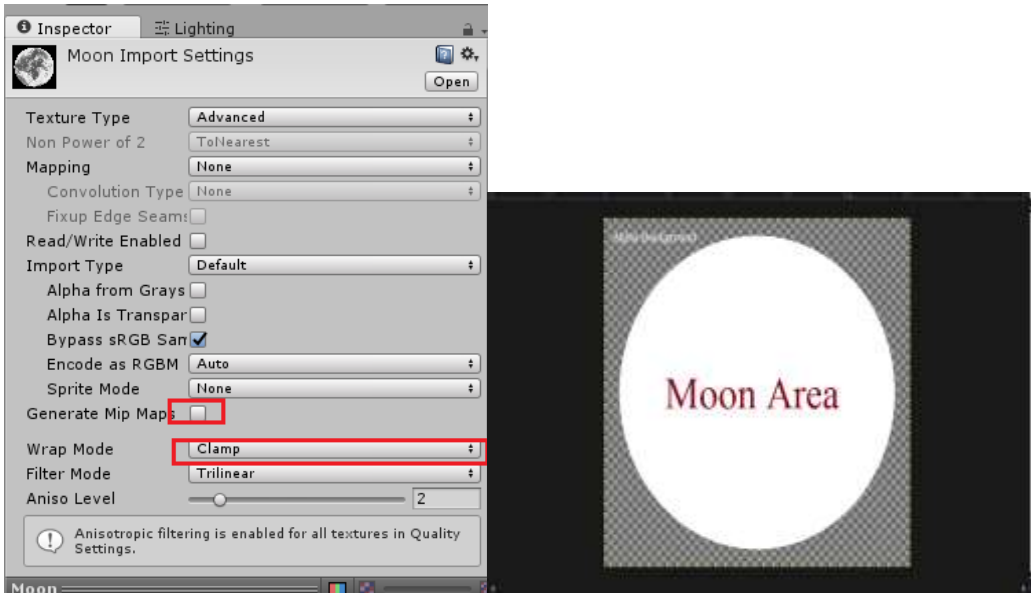 Inspector Lighting
Moon Import Settings
Open
Texture Type Advanced
Non Power of 2 ToNearest
Mapping None
Convolution Type None
Fixup Edge Seams
Read/Write Enabled
Import Type Default
Alpha from Grays
Alpha Is Transpar
Bypass sRGB Sam
Encode as RGBM Auto
Sprite Mode None
Generate Mip Maps
Wrap Mode Clamp
Filter Mode Trilinear
Aniso Level 2
Anisotropic filtering is enabled for all textures in Quality
Settings.
Moon
Moon Area